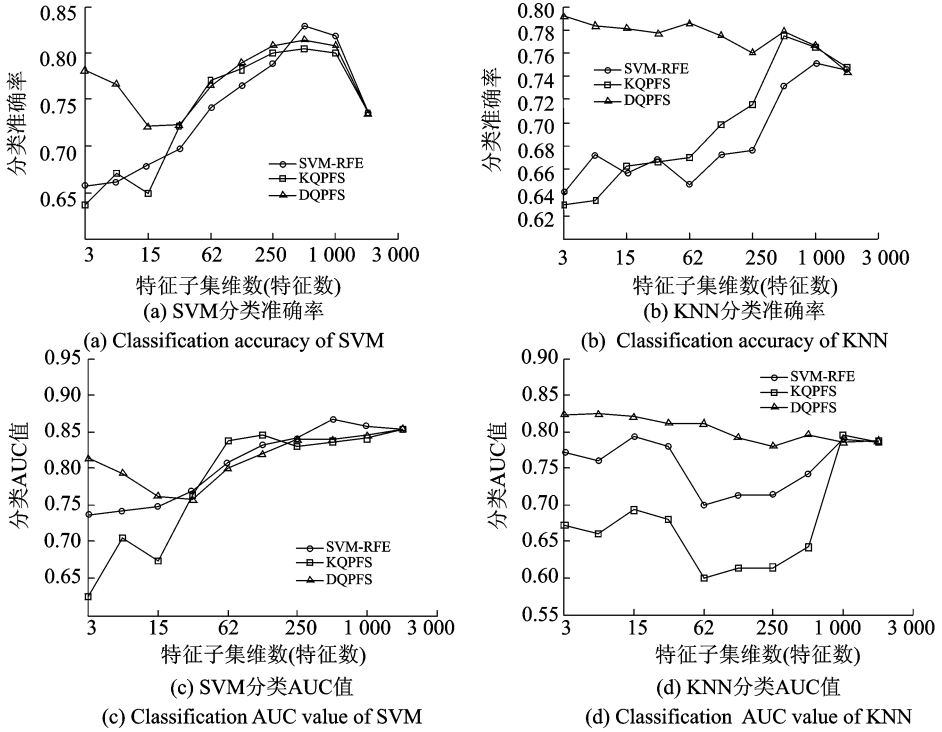 0.85
0.80
0.75
0.70
0.65
分类准确率
SVM-RFE
KQPFS
DQPFS
3 15 62 250 1 000 3 000
特征子集维数(特征数)
(a) SVM分类准确率
(a) Classification accuracy of SVM
0.80
0.78
0.76
0.74
0.72
0.70
0.68
0.66
0.64
0.62
0.60
分类准确率
SVM-RFE
KQPFS
DQPFS
3 15 62 250 1 000 3 000
特征子集维数(特征数)
(b) KNN分类准确率
(b) Classification accuracy of KNN
0.95
0.90
0.85
0.80
0.75
0.70
0.65
分类AUC值
SVM-RFE
KQPFS
DQPFS
3 15 62 250 1 000 3 000
特征子集维数(特征数)
(c) SVM分类AUC值
(c) Classification AUC value of SVM
0.90
0.85
0.80
0.75
0.70
0.65
0.60
0.55
分类AUC值
SVM-RFE
KQPFS
DQPFS
3 15 62 250 1 000 3 000
特征子集维数(特征数)
(d) KNN分类AUC值
(d) Classification AUC value of KNN